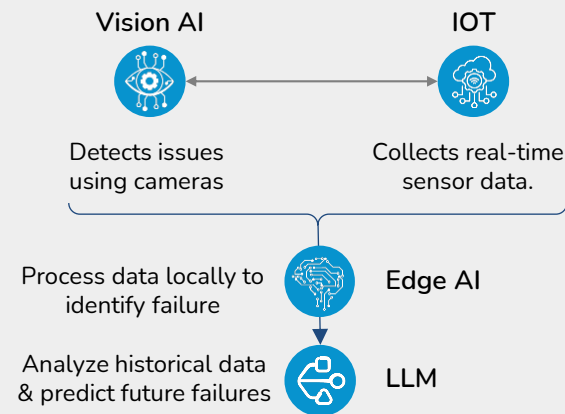 Vision AI
IOT
Detects issues
using cameras
Collects real-time
sensor data.
Process data locally to
identify failure
Edge AI
Analyze historical data
& predict future failures
LLM